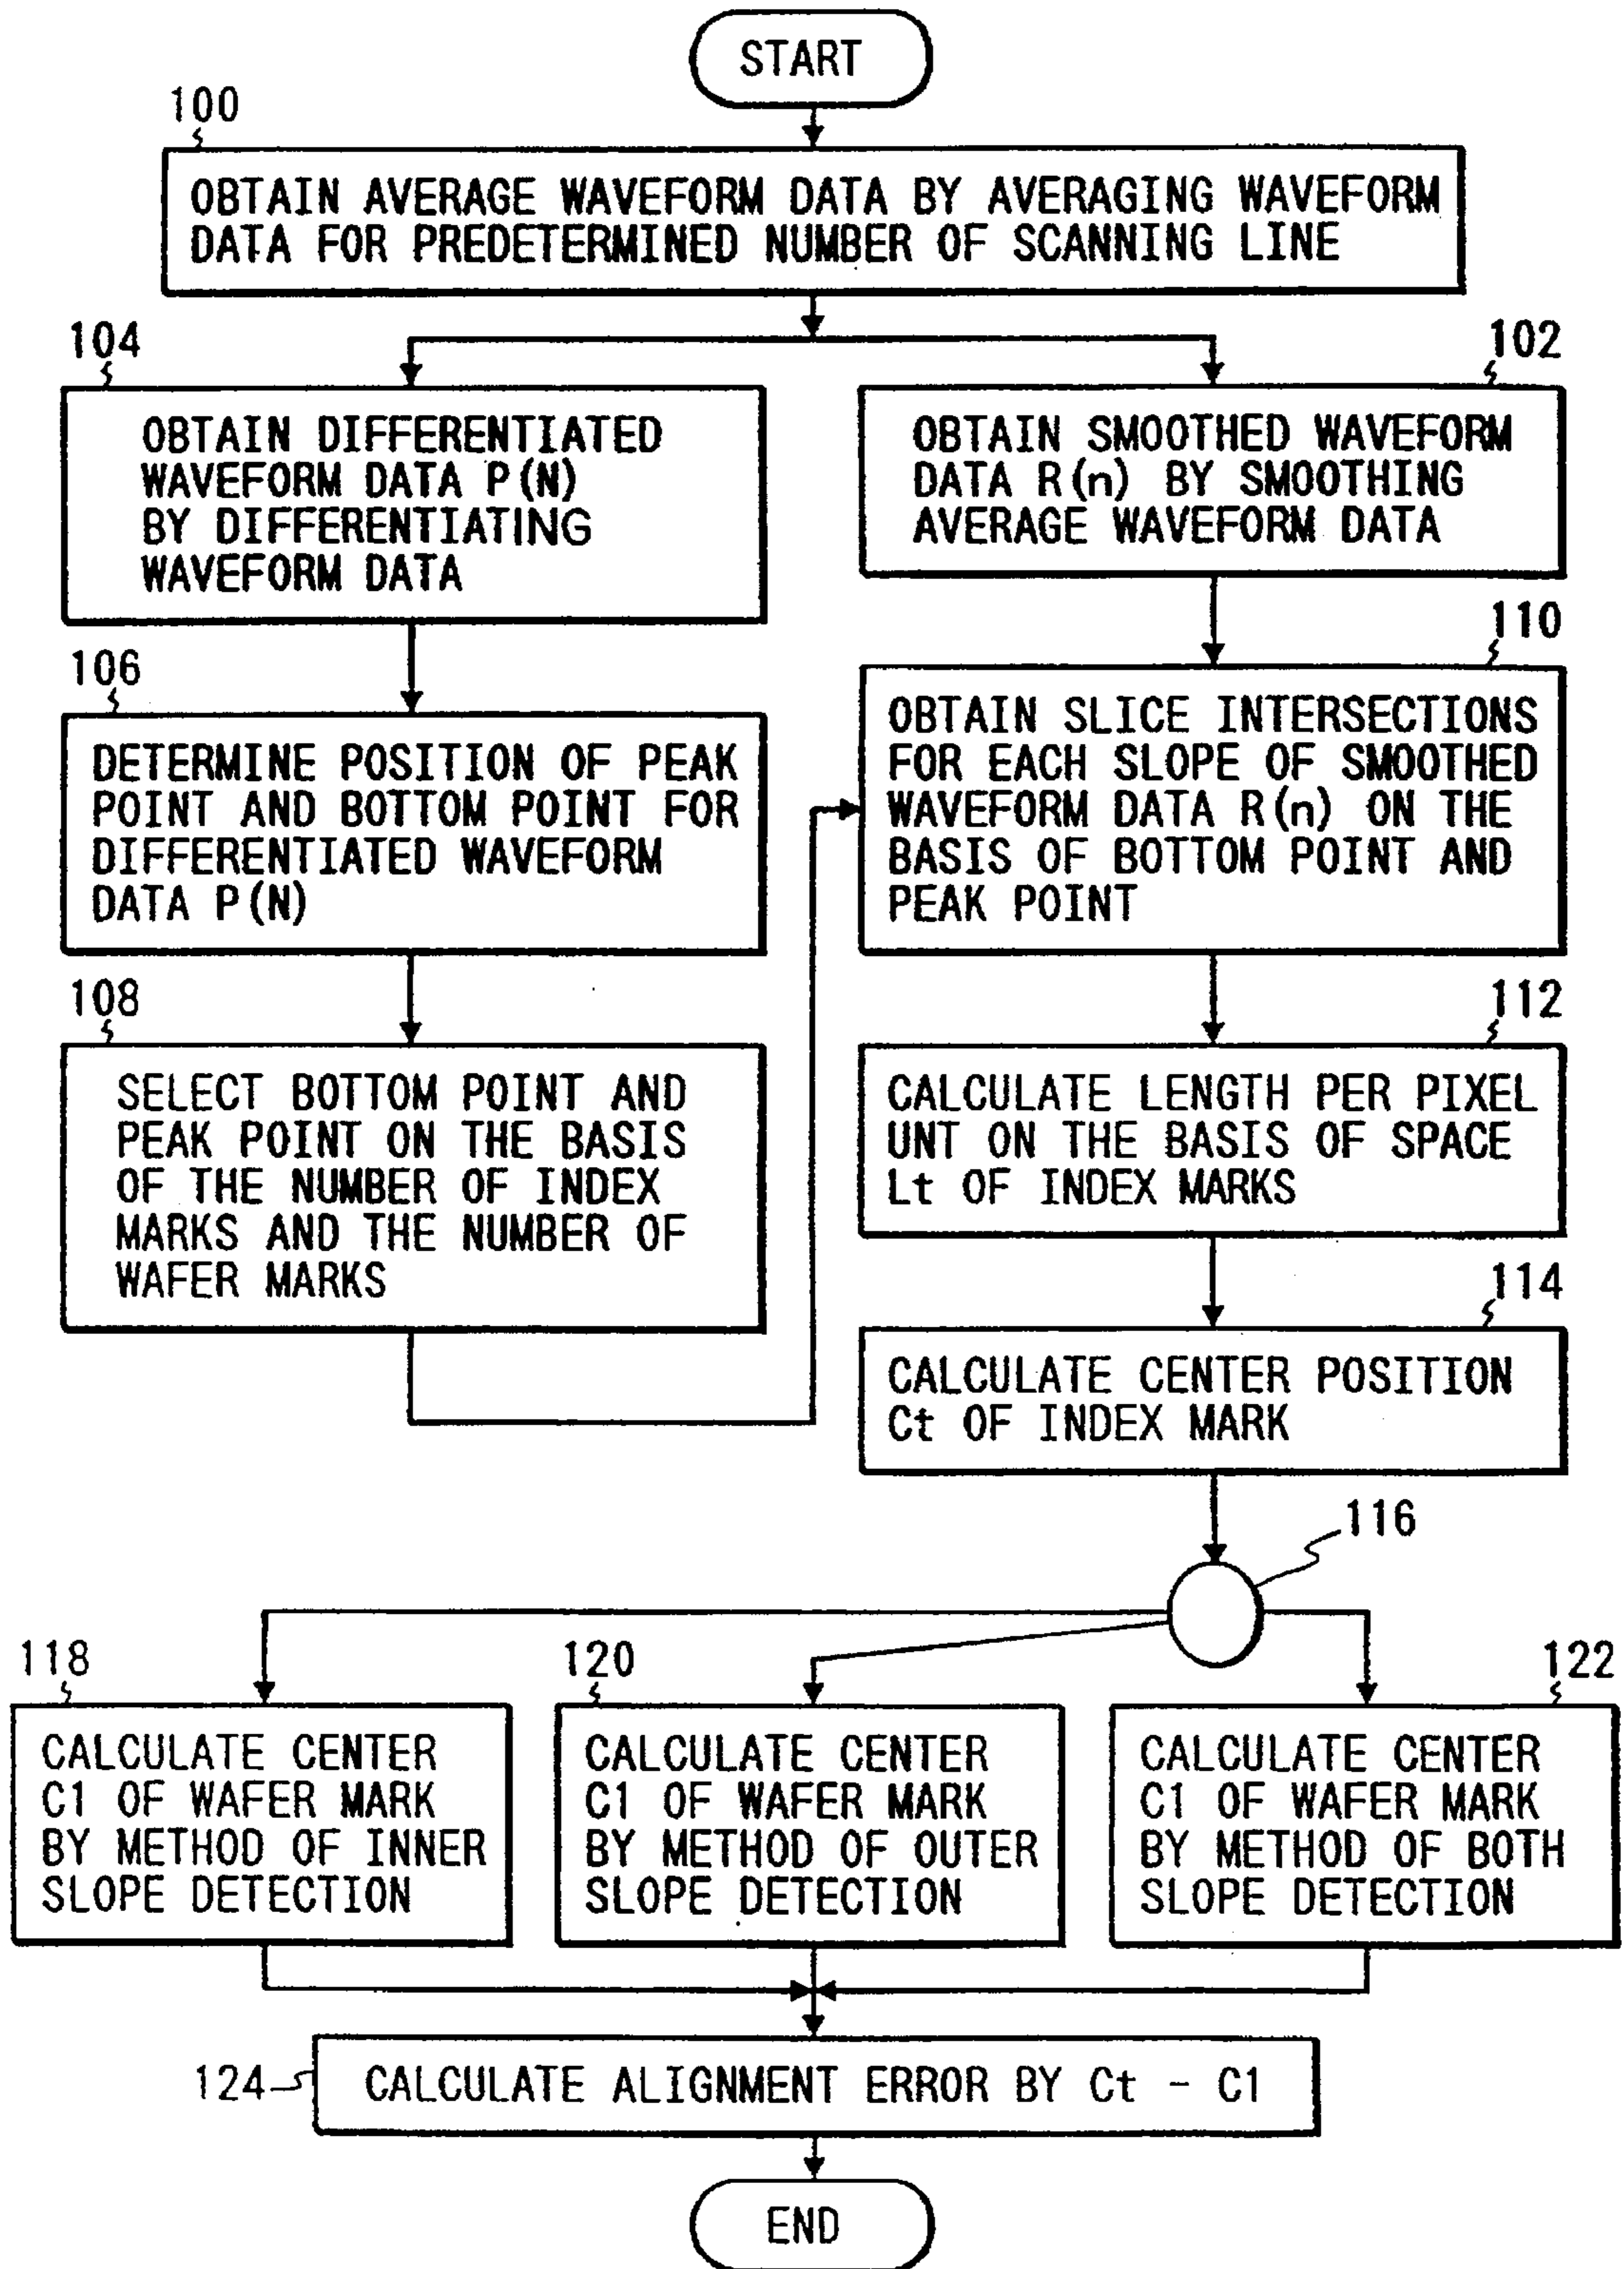 START
100
OBTAIN AVERAGE WAVEFORM DATA BY AVERAGING WAVEFORM
DATA FOR PREDETERMINED NUMBER OF SCANNING LINE
104
OBTAIN DIFFERENTIATED
WAVEFORM DATA P(N)
BY DIFFERENTIATING
WAVEFORM DATA
102
OBTAIN SMOOTHED WAVEFORM
DATA R(n) BY SMOOTHING
AVERAGE WAVEFORM DATA
106
DETERMINE POSITION OF PEAK
POINT AND BOTTOM POINT FOR
DIFFERENTIATED WAVEFORM
DATA P(N)
108
SELECT BOTTOM POINT AND
PEAK POINT ON THE BASIS
OF THE NUMBER OF INDEX
MARKS AND THE NUMBER OF
WAFER MARKS
110
OBTAIN SLICE INTERSECTIONS
FOR EACH SLOPE OF SMOOTHED
WAVEFORM DATA R(n) ON THE
BASIS OF BOTTOM POINT AND
PEAK POINT
112
CALCULATE LENGTH PER PIXEL
UNT ON THE BASIS OF SPACE
Lt OF INDEX MARKS
114
CALCULATE CENTER POSITION
Ct OF INDEX MARK
116
118
CALCULATE CENTER
C1 OF WAFER MARK
BY METHOD OF INNER
SLOPE DETECTION
120
CALCULATE CENTER
C1 OF WAFER MARK
BY METHOD OF OUTER
SLOPE DETECTION
122
CALCULATE CENTER
C1 OF WAFER MARK
BY METHOD OF BOTH
SLOPE DETECTION
124
CALCULATE ALIGNMENT ERROR BY Ct - C1
END